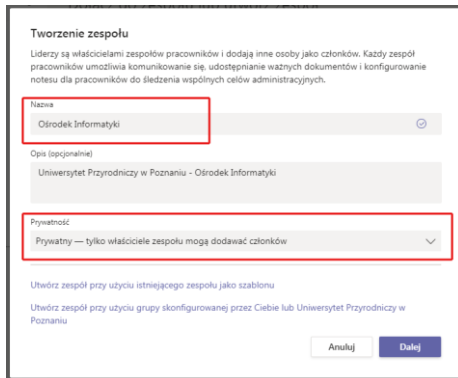 Tworzenie zespołu
Liderzy są właścicielami zespołów pracowników i dodają inne osoby jako członków. Każdy zespół
pracowników umożliwia komunikowanie się, udostępnianie ważnych dokumentów i konfigurowanie
notesu dla pracowników do śledzenia wspólnych celów administracyjnych.
Nazwa
Ośrodek Informatyki
Opis (opcjonalnie)
Uniwersytet Przyrodniczy w Poznaniu - Ośrodek Informatyki
Prywatność
Prywatny — tylko właściciele zespołu mogą dodawać członków
Utwórz zespół przy użyciu istniejącego zespołu jako szablonu
Utwórz zespół przy użyciu grupy skonfigurowanej przez Ciebie lub Uniwersytet Przyrodniczy w
Poznaniu
Anuluj Dalej